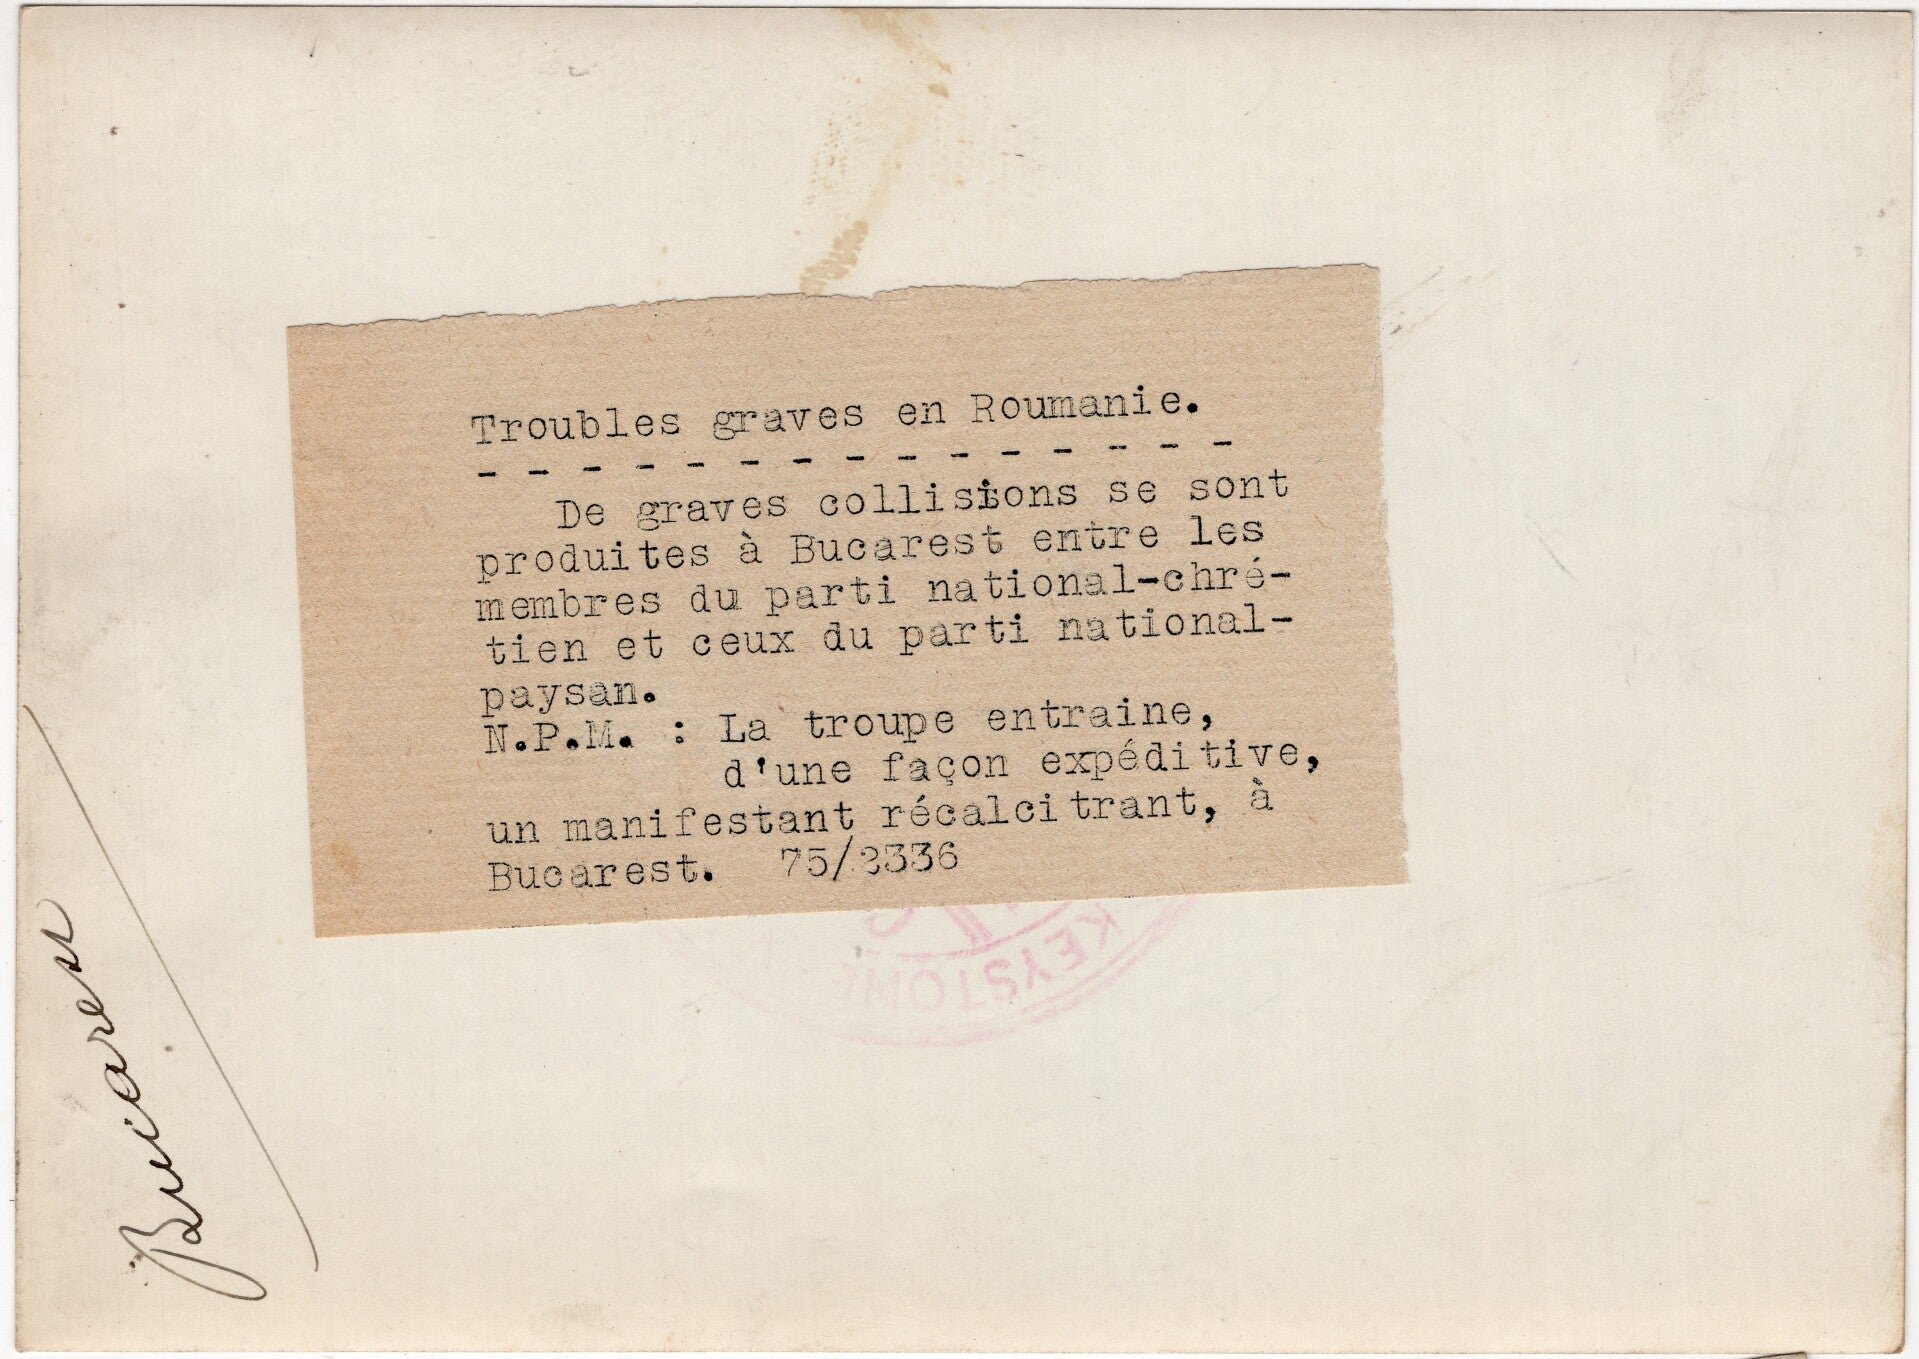 Troubles graves en Roumanie.
- - - - - - - - - - - - - - -
De graves collisions se sont
produites à Bucarest entre les
membres du parti national-chré-
tien et ceux du parti national-
paysan.
N.P.M. : La troupe entraine,
d'une façon expéditive,
un manifestant récalcitrant, à
Bucarest. 75/2336
KEYSTONE
Bucarest